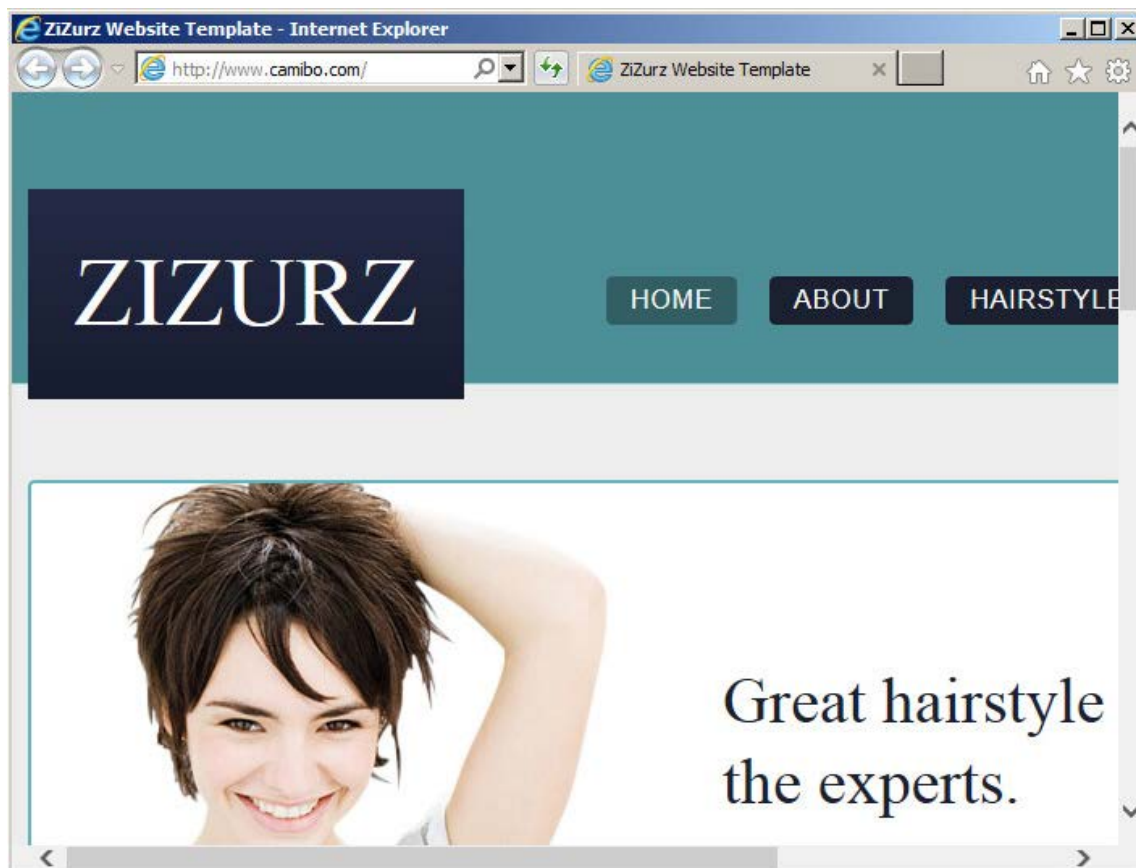 ZiZurz Website Template - Internet Explorer
http://www.camibo.com/
ZiZurz Website Template
ZIZURZ
HOME
ABOUT
HAIRSTYLE
Great hairstyle
the experts.